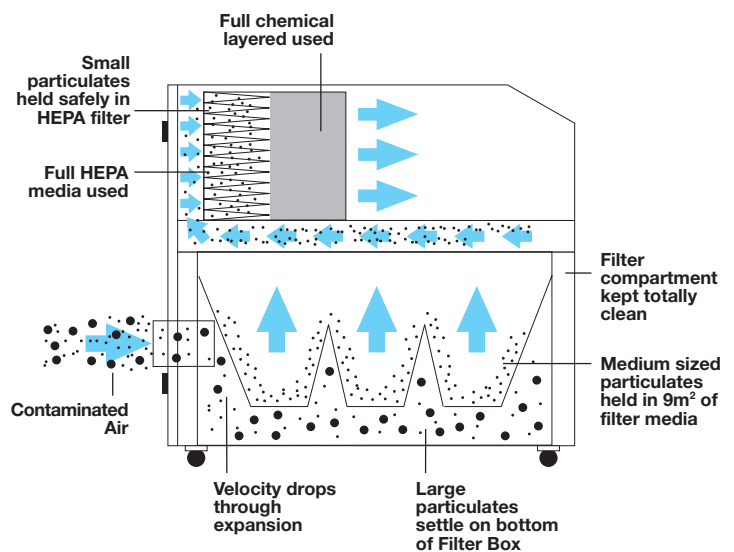 Full chemical
layered used
Small
particulates
held safely in
HEPA filter
Full HEPA
media used
Filter
compartment
kept totally
clean
Medium sized
particulates
held in 9m² of
filter media
Contaminated
Air
Velocity drops
through
expansion
Large
particulates
settle on bottom
of Filter Box